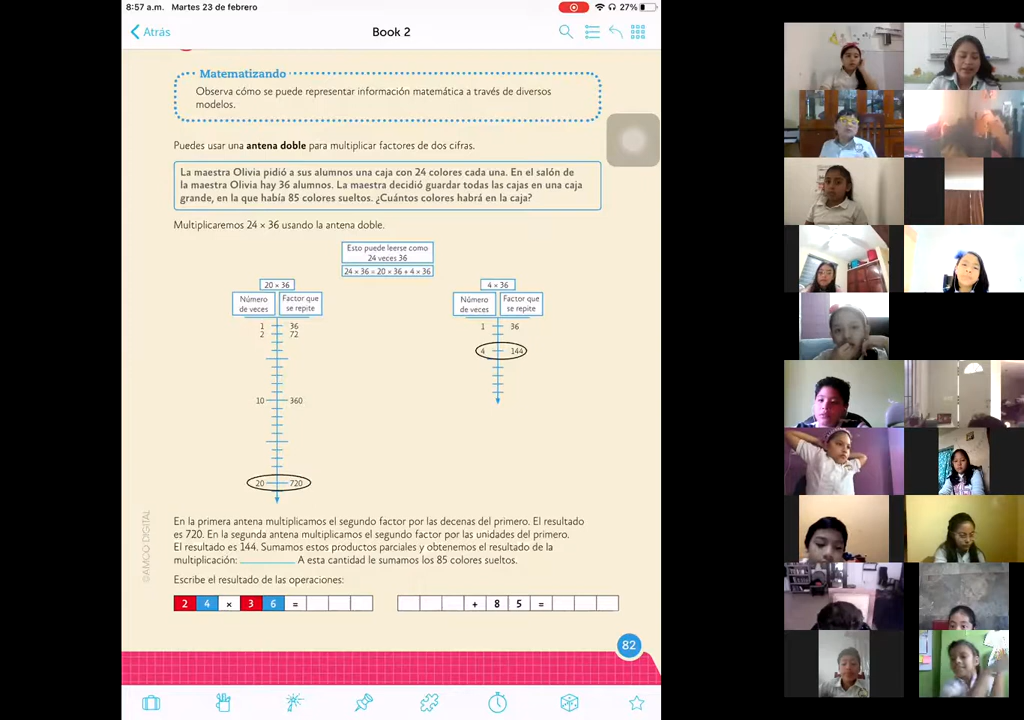 8:57 a.m. Martes 23 de febrero
27%
Atrás
Book 2
Matematizando
Observa cómo se puede representar información matemática a través de diversos
modelos.
Puedes usar una antena doble para multiplicar factores de dos cifras.
La maestra Olivia pidió a sus alumnos una caja con 24 colores cada una. En el salón de
la maestra Olivia hay 36 alumnos. La maestra decidió guardar todas las cajas en una caja
grande, en la que había 85 colores sueltos. ¿Cuántos colores habrá en la caja?
Multiplicaremos 24 × 36 usando la antena doble.
Esto puede leerse como
24 veces 36
24 × 36 = 20 × 36 + 4 × 36
20 × 36
Número
de veces
Factor que
se repite
1 36
2 72
10 360
20 720
4 × 36
Número
de veces
Factor que
se repite
1 36
4 144
En la primera antena multiplicamos el segundo factor por las decenas del primero. El resultado
es 720. En la segunda antena multiplicamos el segundo factor por las unidades del primero.
El resultado es 144. Sumamos estos productos parciales y obtenemos el resultado de la
multiplicación: __________ A esta cantidad le sumamos los 85 colores sueltos.
Escribe el resultado de las operaciones:
2 4 × 3 6 =
+ 8 5 =
©AMCO DIGITAL
82